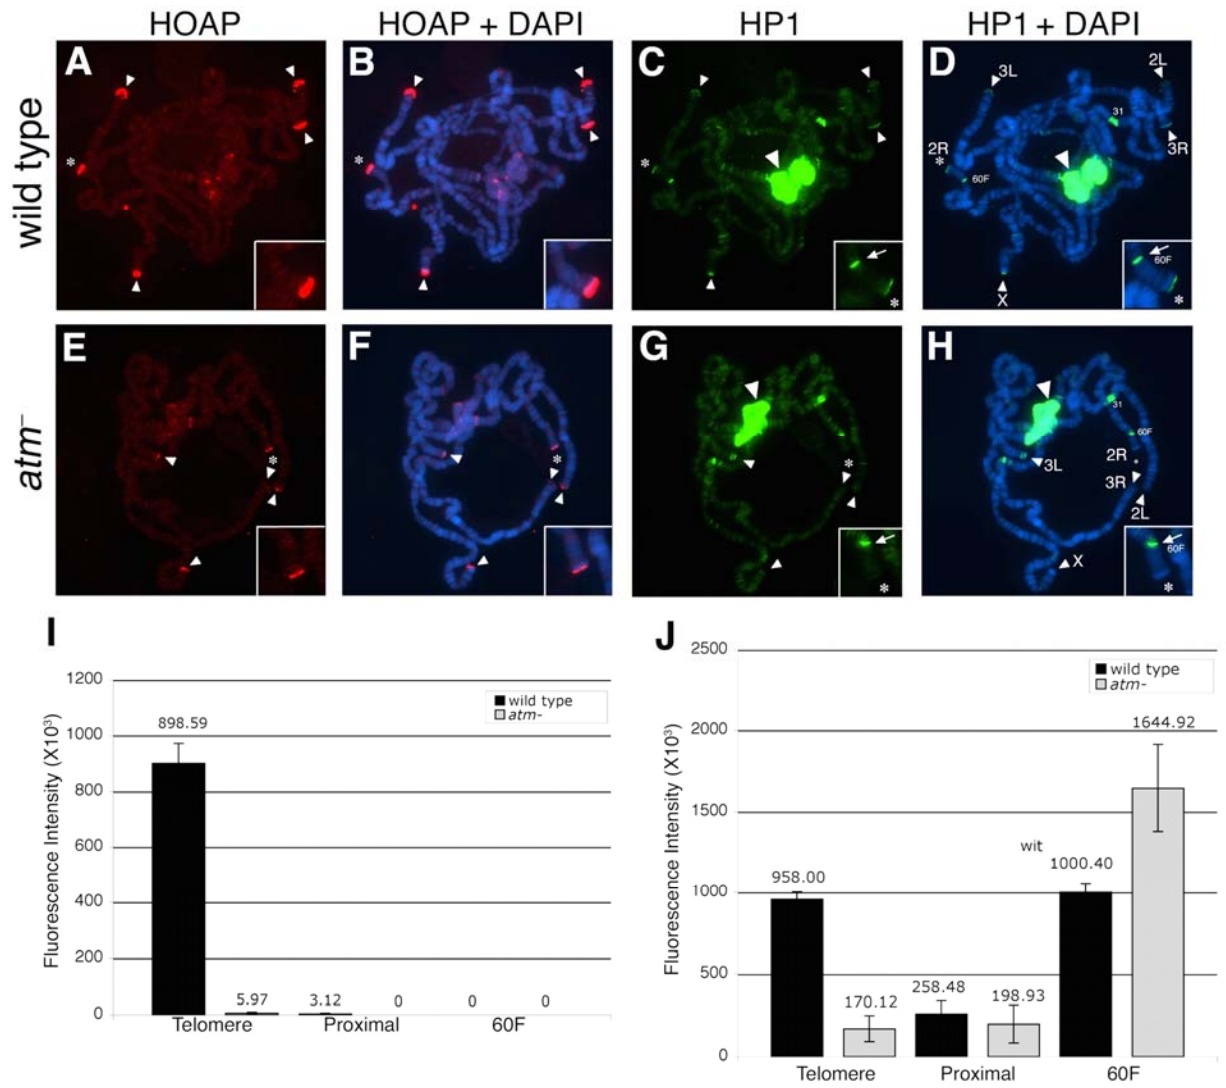 HOAP
HOAP + DAPI
HP1
HP1 + DAPI
wild type
A
*
B
*
C
*
D
3L
2L
31
2R
*
60F
3R
X
60F
*
atm–
E
*
F
*
G
*
*
H
31
60F
3L
2R
*
3R
2L
X
60F
*
I
Fluorescence Intensity (X10³)
1200
1000
800
600
400
200
0
wild type
atm-
898.59
5.97
3.12
0
0
0
Telomere
Proximal
60F
J
Fluorescence Intensity (X10³)
2500
2000
1500
1000
500
0
wild type
atm-
1644.92
wit
958.00
1000.40
170.12
258.48
198.93
Telomere
Proximal
60F